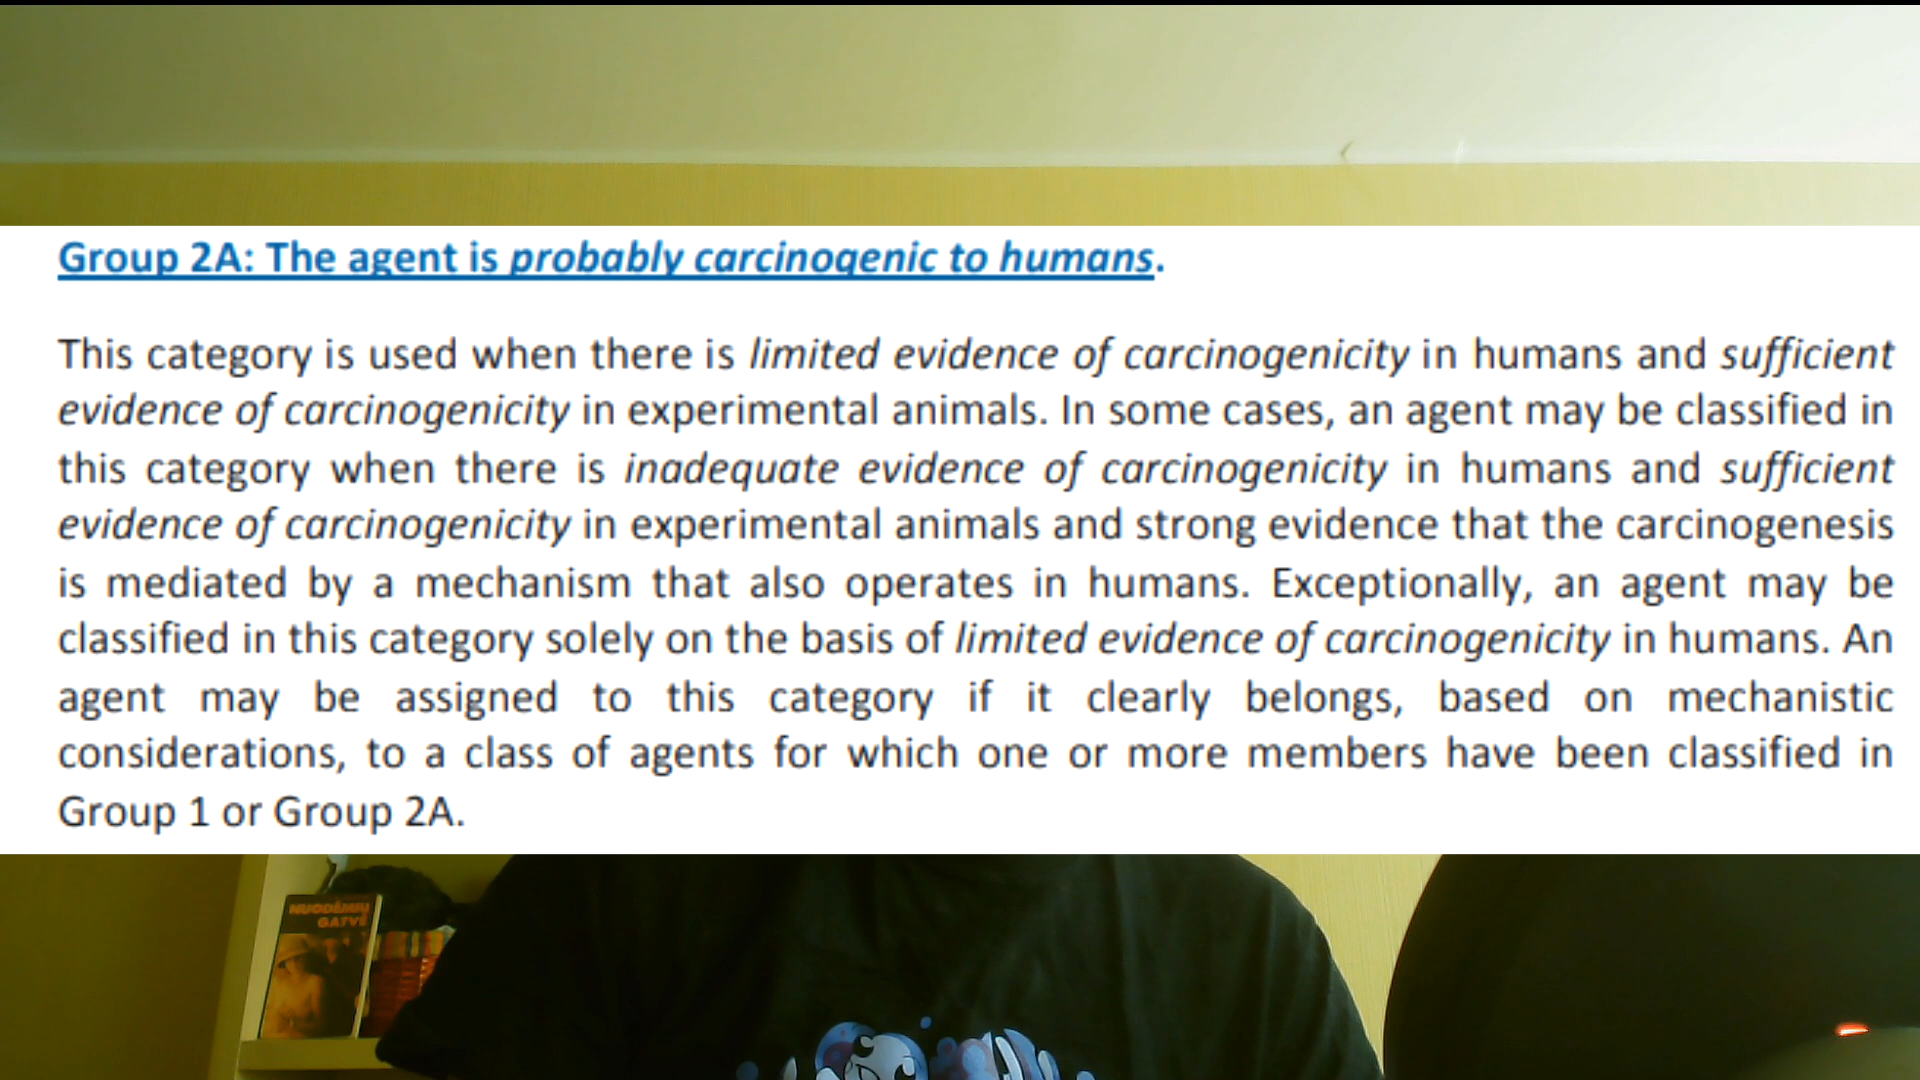 Group 2A: The agent is probably carcinogenic to humans.
This category is used when there is limited evidence of carcinogenicity in humans and sufficient
evidence of carcinogenicity in experimental animals. In some cases, an agent may be classified in
this category when there is inadequate evidence of carcinogenicity in humans and sufficient
evidence of carcinogenicity in experimental animals and strong evidence that the carcinogenesis
is mediated by a mechanism that also operates in humans. Exceptionally, an agent may be
classified in this category solely on the basis of limited evidence of carcinogenicity in humans. An
agent may be assigned to this category if it clearly belongs, based on mechanistic
considerations, to a class of agents for which one or more members have been classified in
Group 1 or Group 2A.
NUODĖMIŲ
GATVĖ